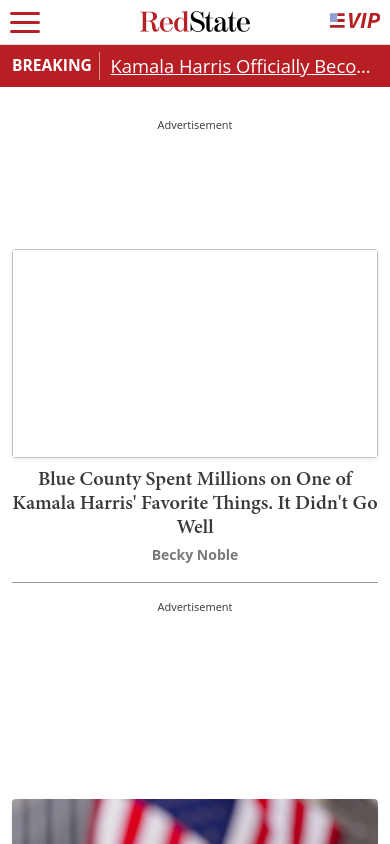 RedState
VIP
BREAKING Kamala Harris Officially Beco...
Advertisement
Blue County Spent Millions on One of
Kamala Harris' Favorite Things. It Didn't Go
Well
Becky Noble
Advertisement